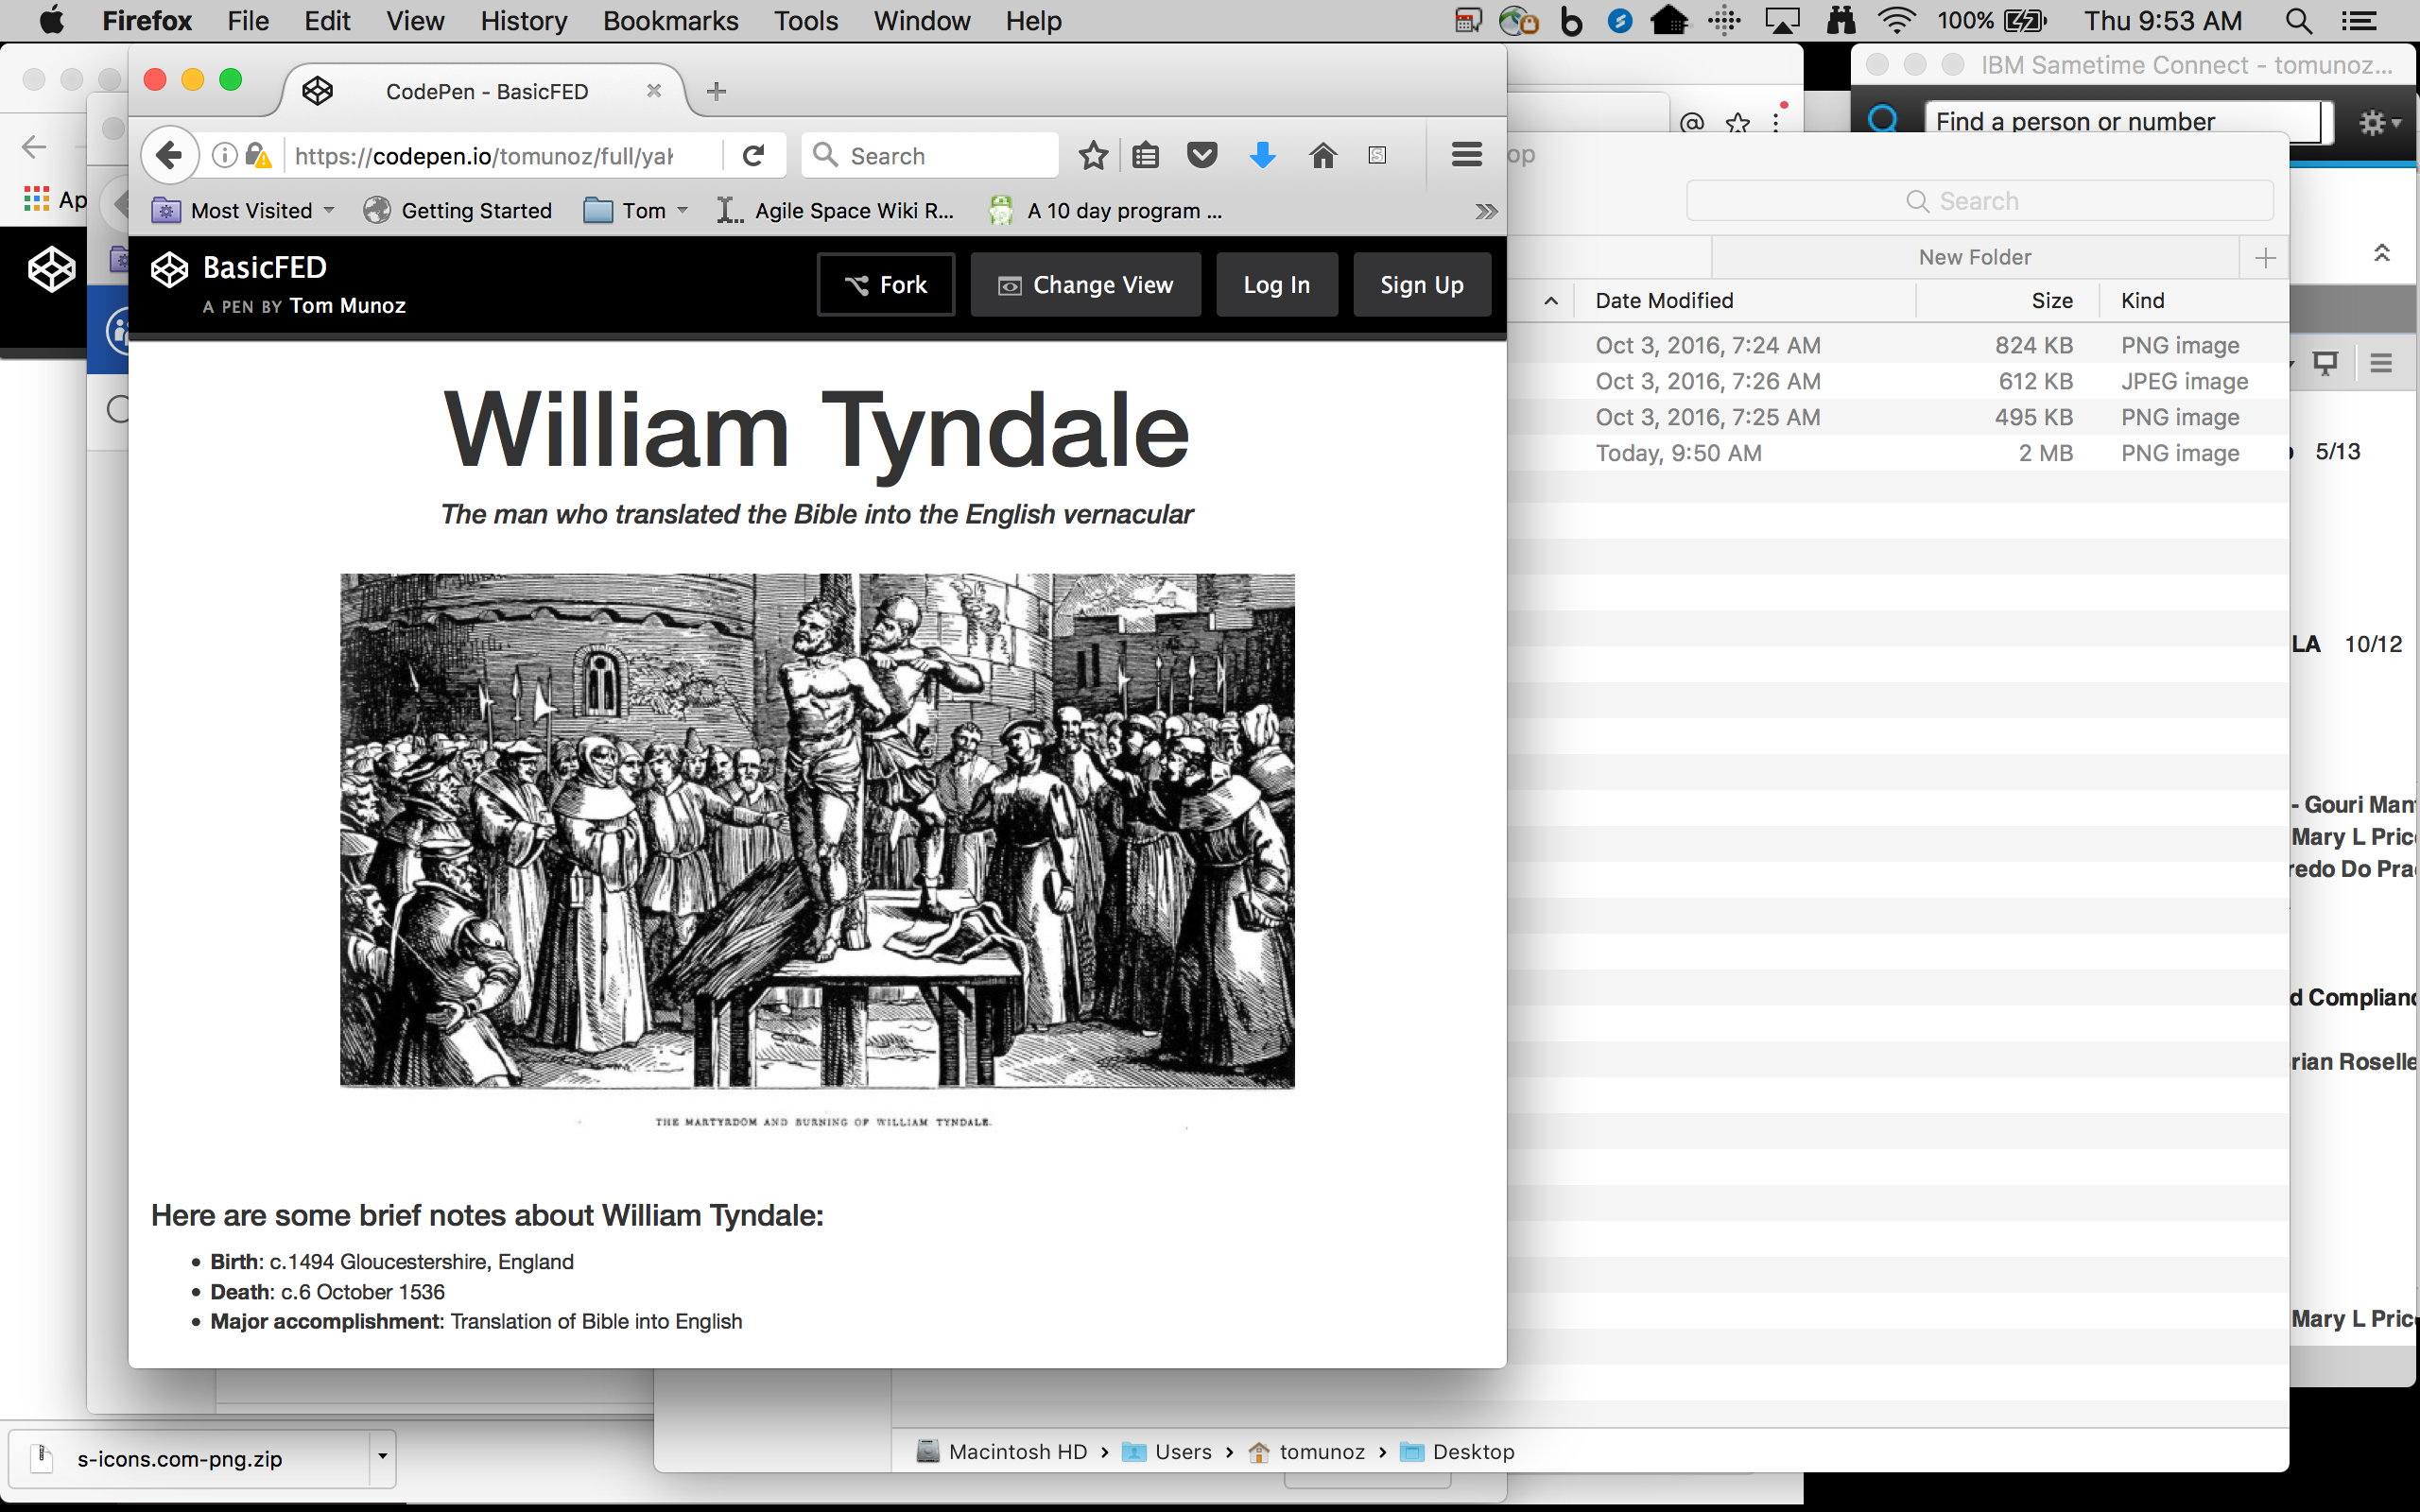 Firefox File Edit View History Bookmarks Tools Window Help 100% Thu 9:53 AM
CodePen - BasicFED
IBM Sametime Connect - tomunoz...
Find a person or number
https://codepen.io/tomunoz/full/yal
Search
op
Search
Ap
Most Visited Getting Started Tom Agile Space Wiki R... A 10 day program ...
New Folder
BasicFED
A PEN BY Tom Munoz
Fork Change View Log In Sign Up
Date Modified Size Kind
Oct 3, 2016, 7:24 AM 824 KB PNG image
Oct 3, 2016, 7:26 AM 612 KB JPEG image
Oct 3, 2016, 7:25 AM 495 KB PNG image
Today, 9:50 AM 2 MB PNG image
5/13
LA 10/12
- Gouri Man
Mary L Pric
redo Do Pra
d Complian
rian Roselle
Mary L Pric
William Tyndale
The man who translated the Bible into the English vernacular
THE MARTYRDOM AND BURNING OF WILLIAM TYNDALE.
Here are some brief notes about William Tyndale:
• Birth: c.1494 Gloucestershire, England
• Death: c.6 October 1536
• Major accomplishment: Translation of Bible into English
s-icons.com-png.zip
Macintosh HD › Users › tomunoz › Desktop